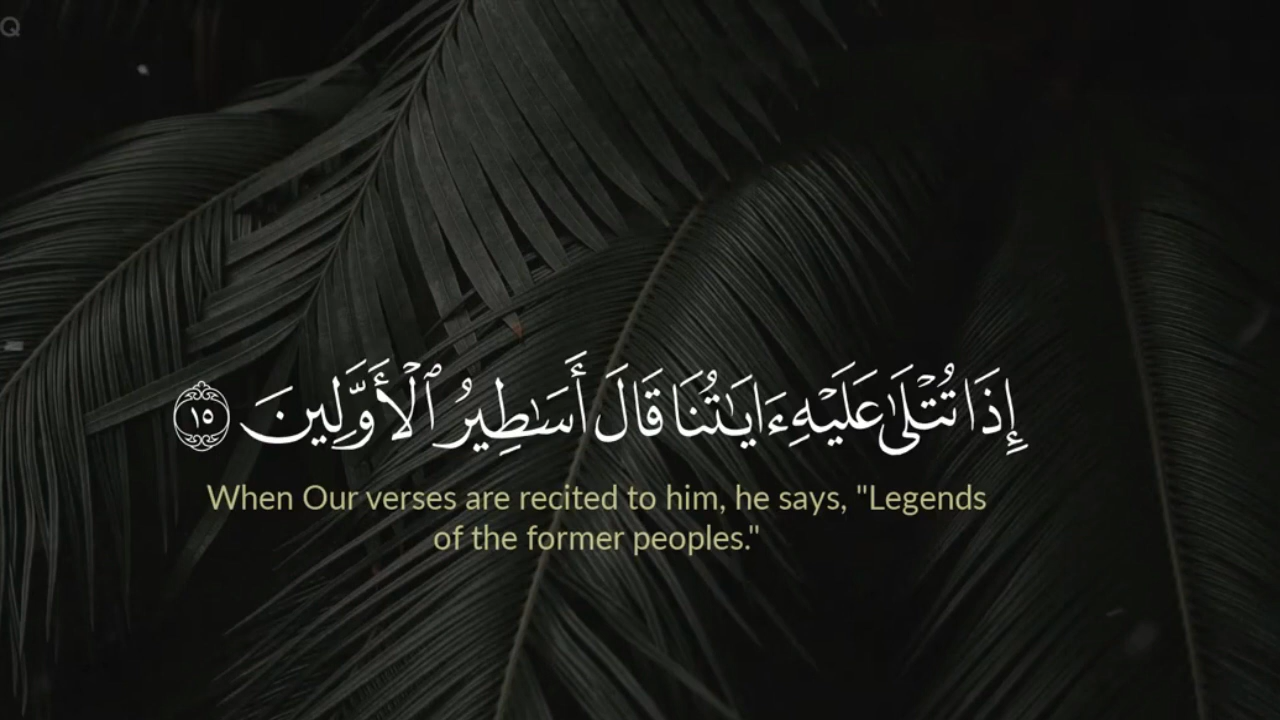 Q
إِذَا تُتْلَىٰ عَلَيْهِ ءَايَـٰتُنَا قَالَ أَسَـٰطِيرُ ٱلْأَوَّلِينَ ١٥
When Our verses are recited to him, he says, "Legends
of the former peoples."